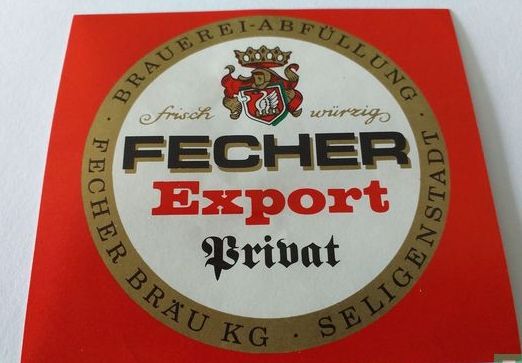 · BRAUEREI-ABFÜLLUNG ·
frisch würzig
FECHER
Export
Privat
FECHER BRÄU KG · SELIGENSTADT